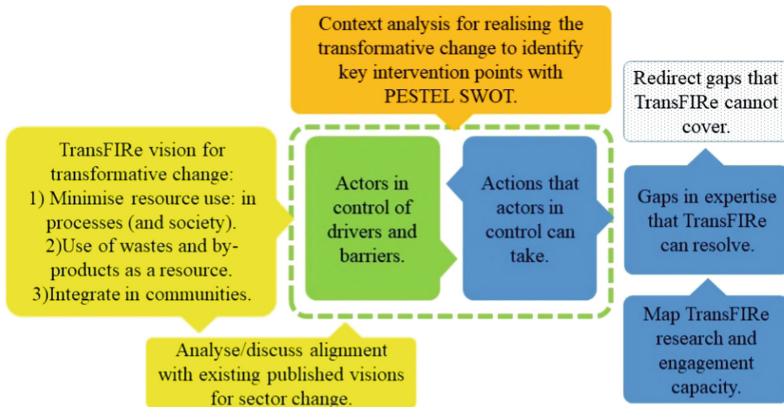 Context analysis for realising the
transformative change to identify
key intervention points with
PESTEL SWOT.
TransFIRe vision for
transformative change:
1) Minimise resource use: in
processes (and society).
2)Use of wastes and by-
products as a resource.
3)Integrate in communities.
Analyse/discuss alignment
with existing published visions
for sector change.
Actors in
control of
drivers and
barriers.
Actions that
actors in
control can
take.
Redirect gaps that
TransFIRe cannot
cover.
Gaps in expertise
that TransFIRe
can resolve.
Map TransFIRe
research and
engagement
capacity.